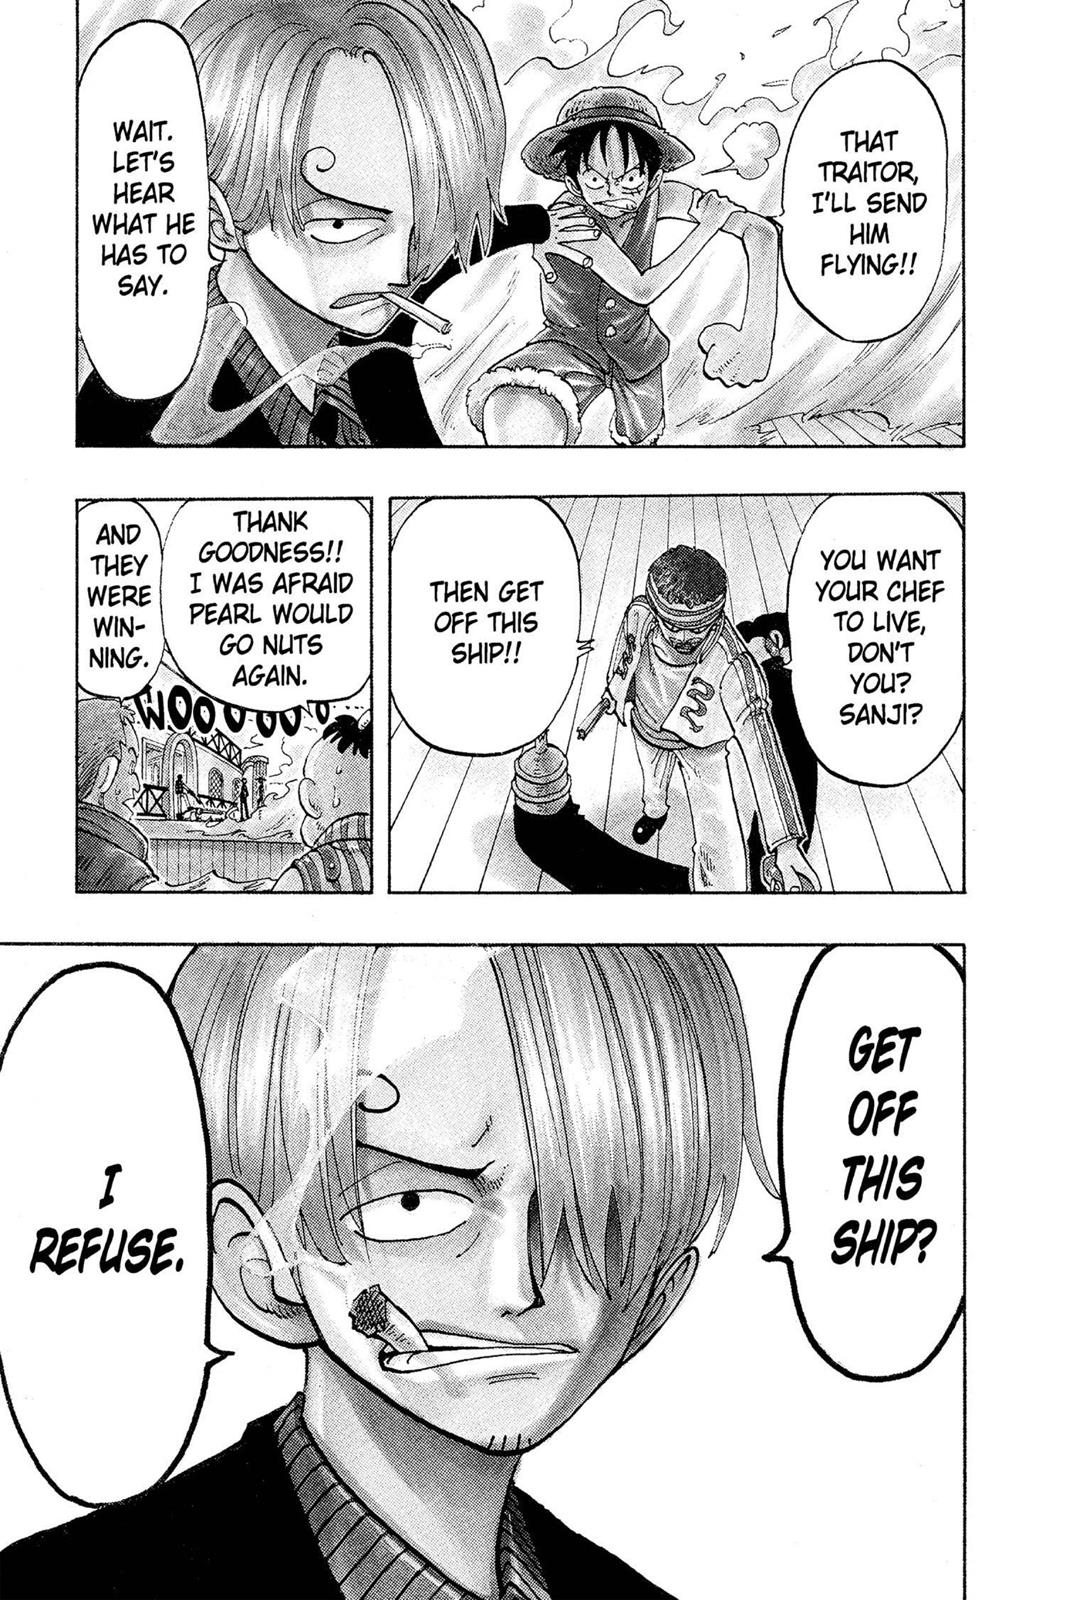 THAT
TRAITOR,
I'LL SEND
HIM
FLYING!!
WAIT.
LET'S
HEAR
WHAT HE
HAS TO
SAY.
YOU WANT
YOUR CHEF
TO LIVE,
DON'T
YOU?
SANJI?
THEN GET
OFF THIS
SHIP!!
THANK
GOODNESS!!
I WAS AFRAID
PEARL WOULD
GO NUTS
AGAIN.
AND
THEY
WERE
WIN-
NING.
WOOOOOO
GET
OFF
THIS
SHIP?
I
REFUSE.